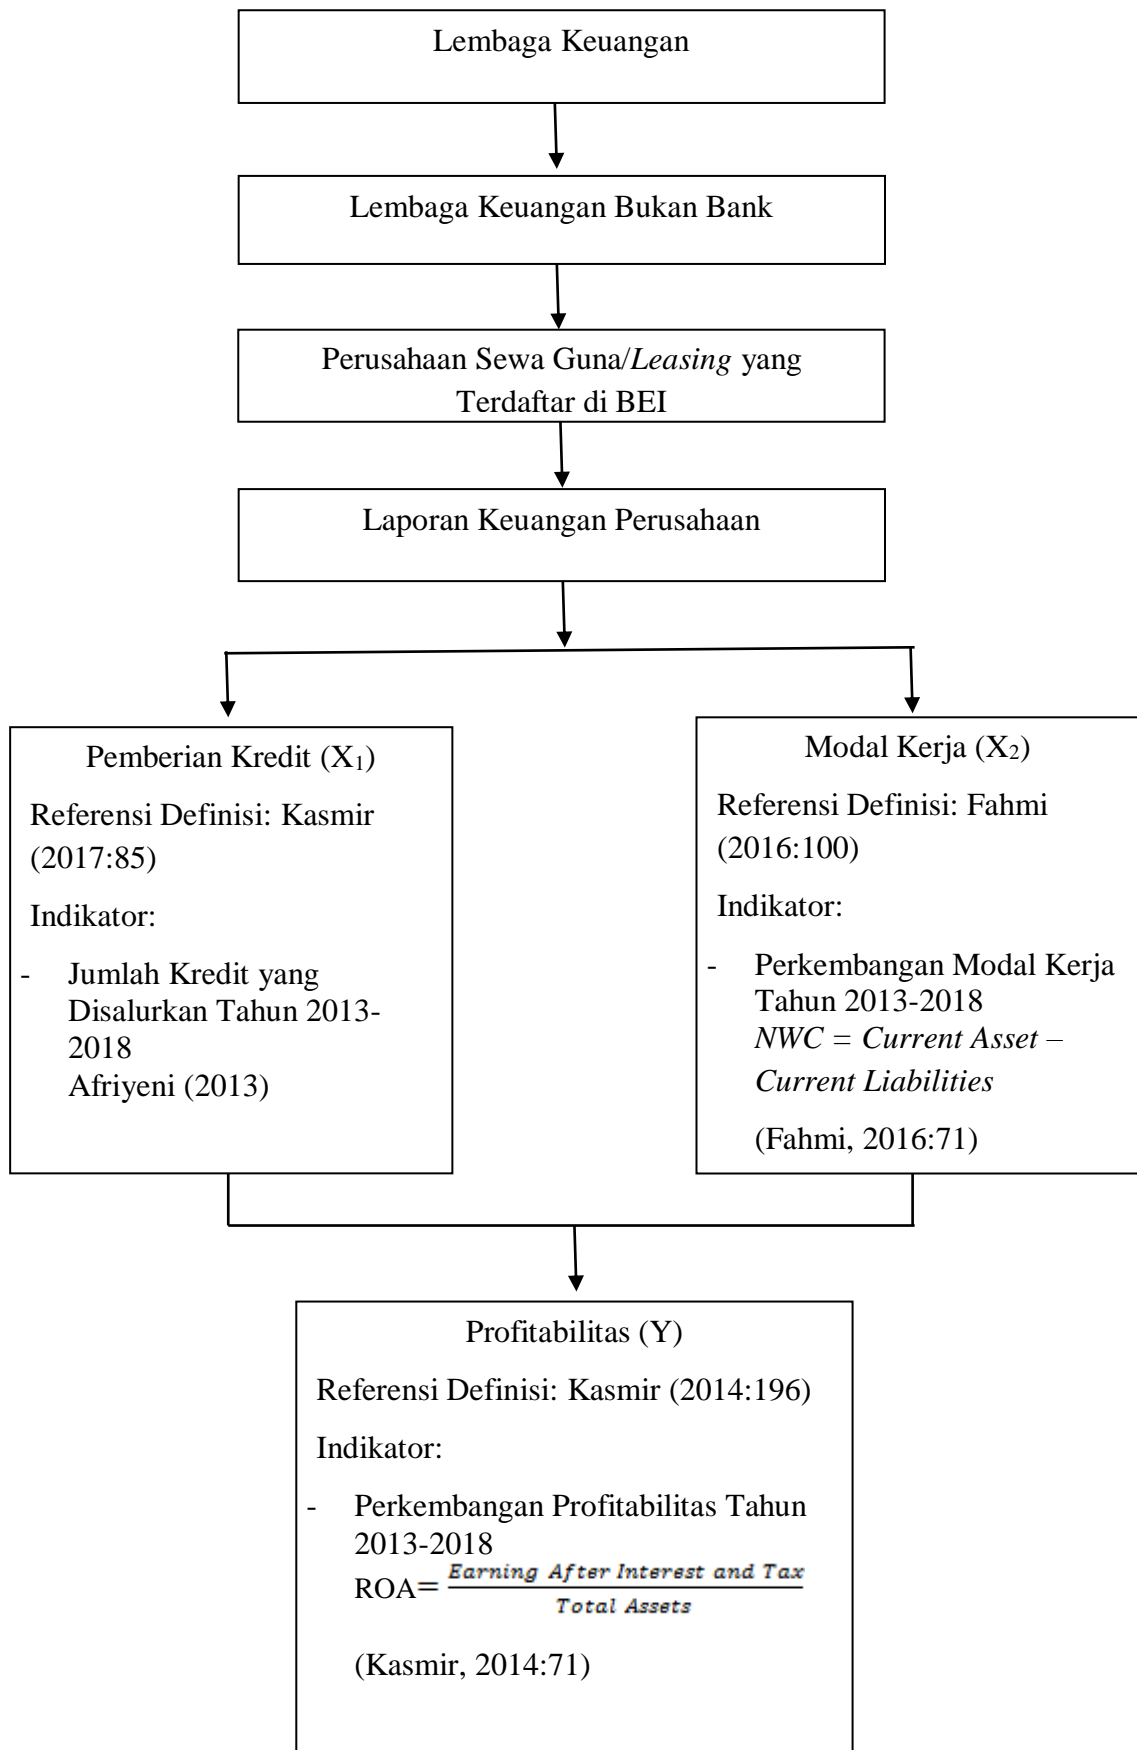 Lembaga Keuangan
Lembaga Keuangan Bukan Bank
Perusahaan Sewa Guna/Leasing yang
Terdaftar di BEI
Laporan Keuangan Perusahaan
Pemberian Kredit (X₁)
Referensi Definisi: Kasmir
(2017:85)
Indikator:
- Jumlah Kredit yang
Disalurkan Tahun 2013-
2018
Afriyeni (2013)
Modal Kerja (X₂)
Referensi Definisi: Fahmi
(2016:100)
Indikator:
- Perkembangan Modal Kerja
Tahun 2013-2018
NWC = Current Asset –
Current Liabilities
(Fahmi, 2016:71)
Profitabilitas (Y)
Referensi Definisi: Kasmir (2014:196)
Indikator:
- Perkembangan Profitabilitas Tahun
2013-2018
ROA= Earning After Interest and Tax
Total Assets
(Kasmir, 2014:71)